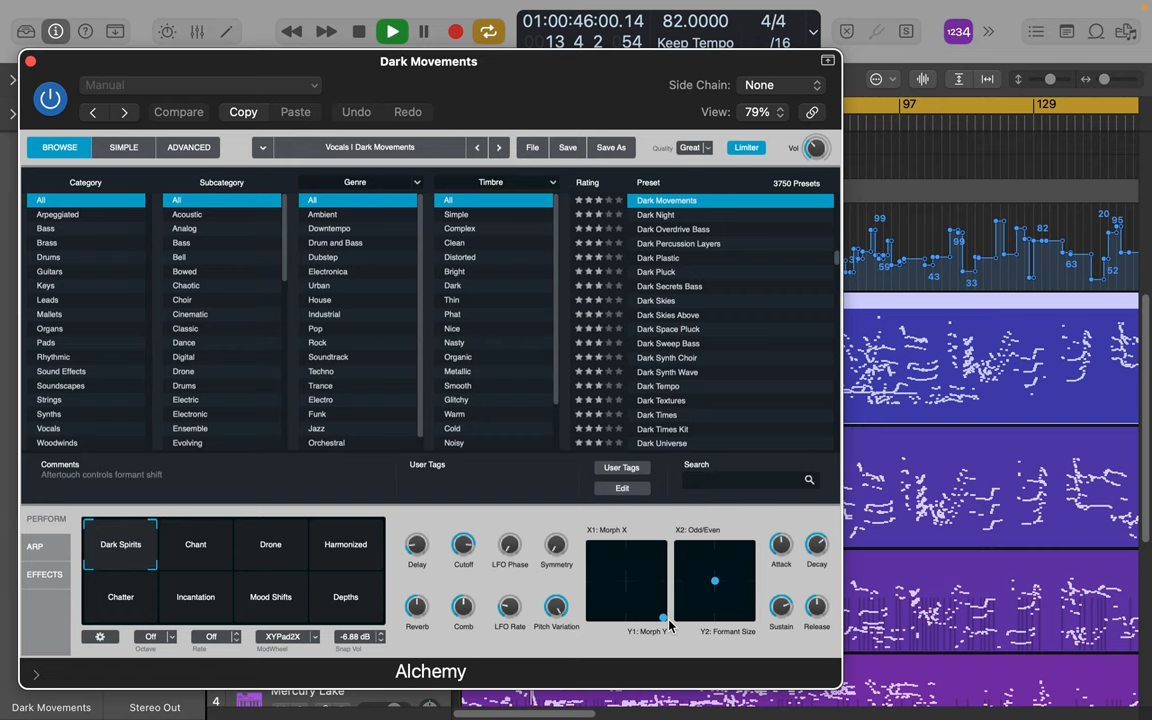 01:00:46:00.14 82.0000 4/4
13 4 2 54 Keep Tempo /16
1234
Dark Movements
Manual
Side Chain: None
Compare Copy Paste Undo Redo
View: 79%
97 129
BROWSE SIMPLE ADVANCED
Vocals | Dark Movements
File Save Save As
Quality Great
Limiter
Vol
Category Subcategory Genre Timbre Rating Preset 3750 Presets
All All All All Dark Movements
Arpeggiated Acoustic Ambient Simple Dark Night
Bass Analog Downtempo Complex Dark Overdrive Bass
Brass Bass Drum and Bass Clean Dark Percussion Layers
Drums Bell Dubstep Distorted Dark Plastic
Guitars Bowed Electronica Bright Dark Pluck
Keys Chaotic Urban Dark Dark Secrets Bass
Leads Choir House Thin Dark Skies
Mallets Cinematic Industrial Phat Dark Skies Above
Organs Classic Pop Nice Dark Space Pluck
Pads Dance Rock Nasty Dark Sweep Bass
Rhythmic Digital Soundtrack Organic Dark Synth Choir
Sound Effects Drone Techno Metallic Dark Synth Wave
Soundscapes Drums Trance Smooth Dark Tempo
Strings Electric Electro Glitchy Dark Textures
Synths Electronic Funk Warm Dark Times
Vocals Ensemble Jazz Cold Dark Times Kit
Woodwinds Evolving Orchestral Noisy Dark Universe
99 99 59 43 33 82 63 20 95 52
Comments User Tags User Tags Search
Aftertouch controls formant shift
Edit
PERFORM
ARP
EFFECTS
Dark Spirits Chant Drone Harmonized
Chatter Incantation Mood Shifts Depths
Off Off XYPad2X -6.88 dB
Octave Rate ModWheel Snap Vol
Delay Cutoff LFO Phase Symmetry
Reverb Comb LFO Rate Pitch Variation
X1: Morph X X2: Odd/Even
Y1: Morph Y Y2: Formant Size
Attack Decay
Sustain Release
Alchemy
4 Mercury Lake
Dark Movements Stereo Out